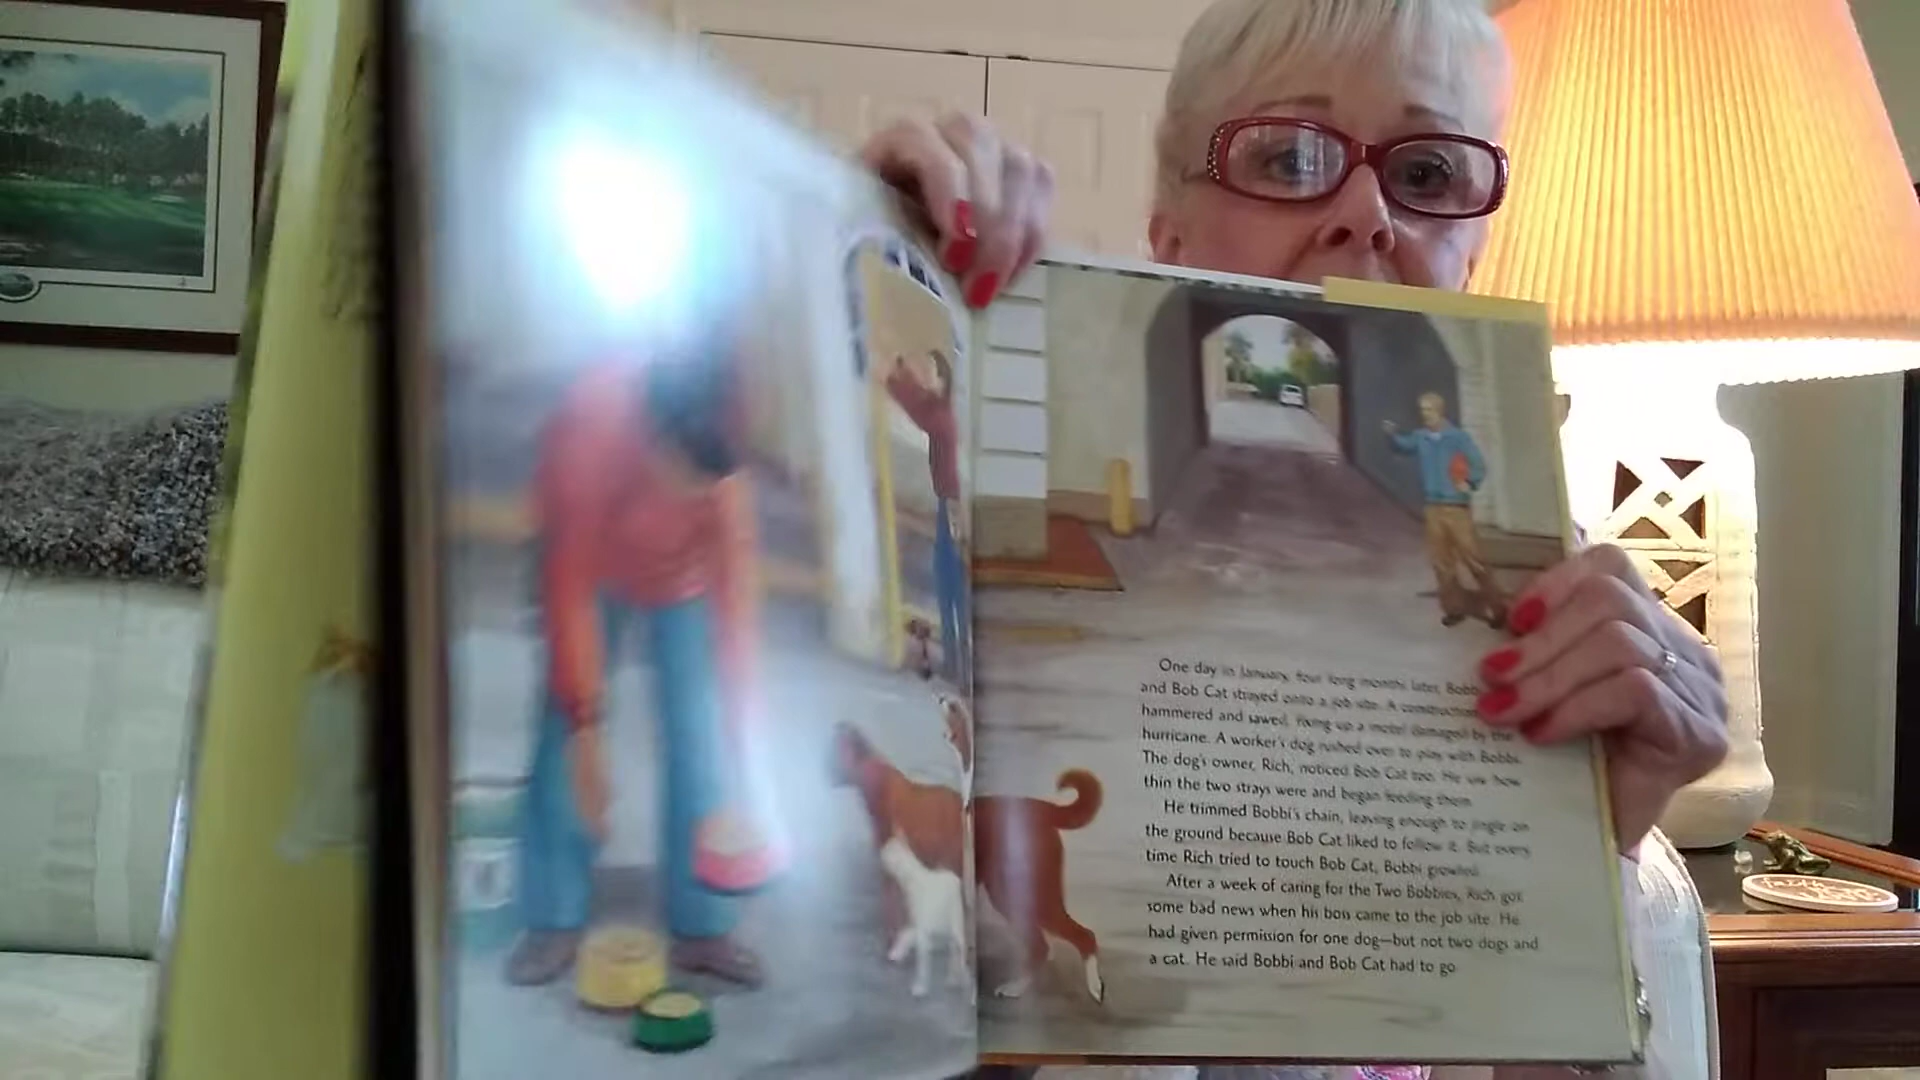 One day in January, four long months later, Bobbi
and Bob Cat strayed onto a job site. A construction
hammered and sawed, fixing up a motel damaged by the
hurricane. A worker's dog rushed over to play with Bobbi.
The dog's owner, Rich, noticed Bob Cat too. He saw how
thin the two strays were and began feeding them.
He trimmed Bobbi's chain, leaving enough to jingle on
the ground because Bob Cat liked to follow it. But every
time Rich tried to touch Bob Cat, Bobbi growled.
After a week of caring for the Two Bobbies, Rich got
some bad news when his boss came to the job site. He
had given permission for one dog—but not two dogs and
a cat. He said Bobbi and Bob Cat had to go.